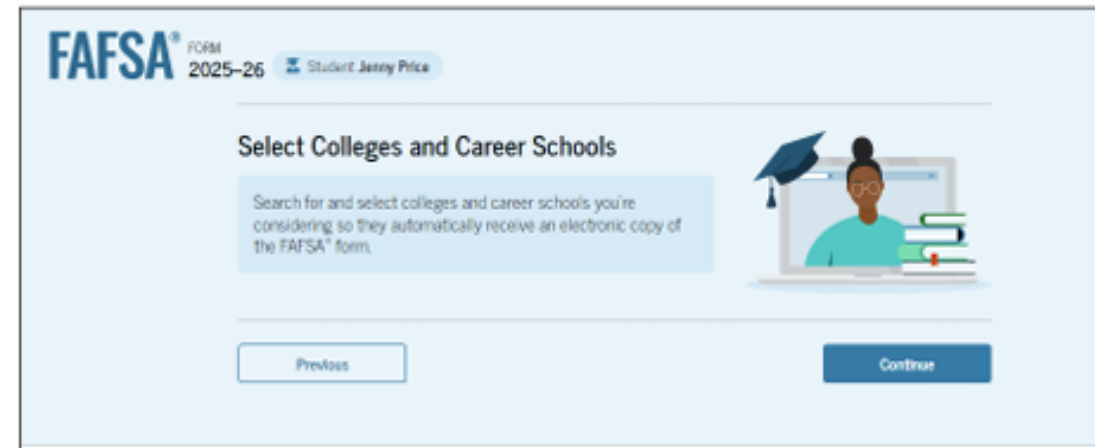 FAFSA® FORM
2025–26 Student Jenny Price
Select Colleges and Career Schools
Search for and select colleges and career schools you're
considering so they automatically receive an electronic copy of
the FAFSA® form.
Previous
Continue